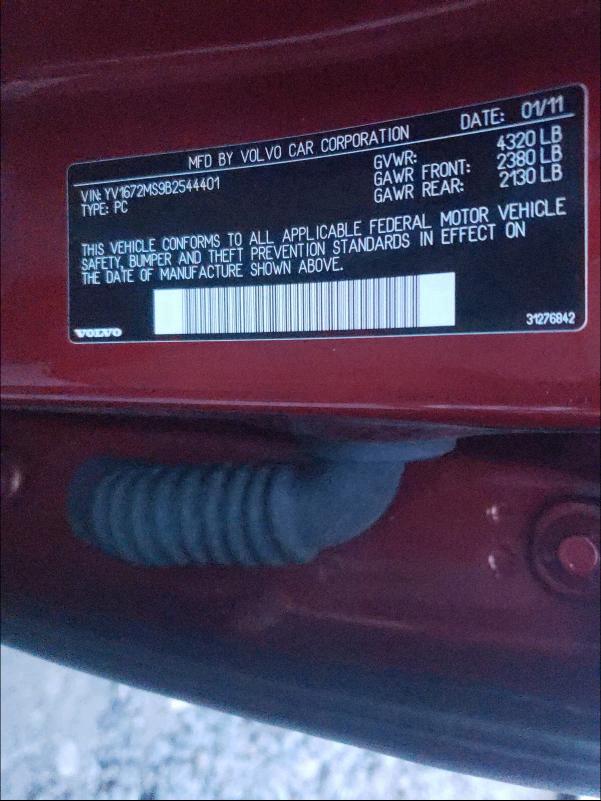 MFD BY VOLVO CAR CORPORATION DATE: 01/11
VIN: YV1672MS9B2544401 GVWR: 4320 LB
TYPE: PC GAWR FRONT: 2380 LB
GAWR REAR: 2130 LB
THIS VEHICLE CONFORMS TO ALL APPLICABLE FEDERAL MOTOR VEHICLE
SAFETY, BUMPER AND THEFT PREVENTION STANDARDS IN EFFECT ON
THE DATE OF MANUFACTURE SHOWN ABOVE.
VOLVO 31276842